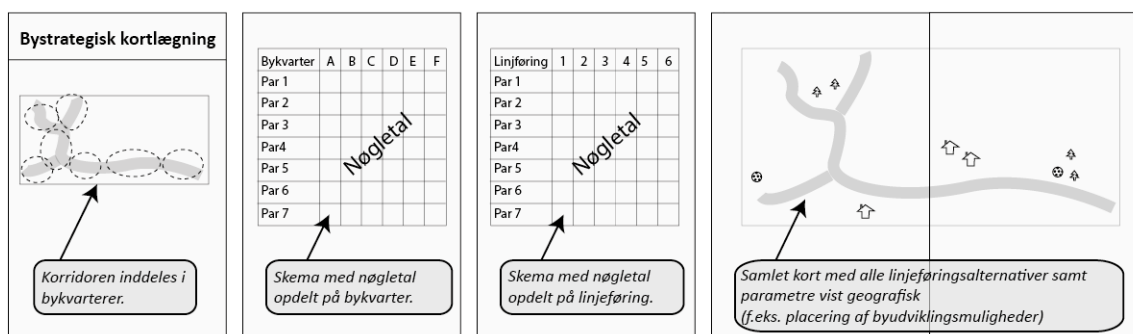 Bystrategisk kortlægning
Korridoren inddeles i
bykvarterer.
Bykvarter A B C D E F
Par 1
Par 2
Par 3
Par4
Par 5
Par 6
Par 7
Nøgletal
Skema med nøgletal
opdelt på bykvarter.
Linjeføring 1 2 3 4 5 6
Par 1
Par 2
Par 3
Par4
Par 5
Par 6
Par 7
Nøgletal
Skema med nøgletal
opdelt på linjeføring.
Samlet kort med alle linjeføringsalternativer samt
parametre vist geografisk
(f.eks. placering af byudviklingsmuligheder)